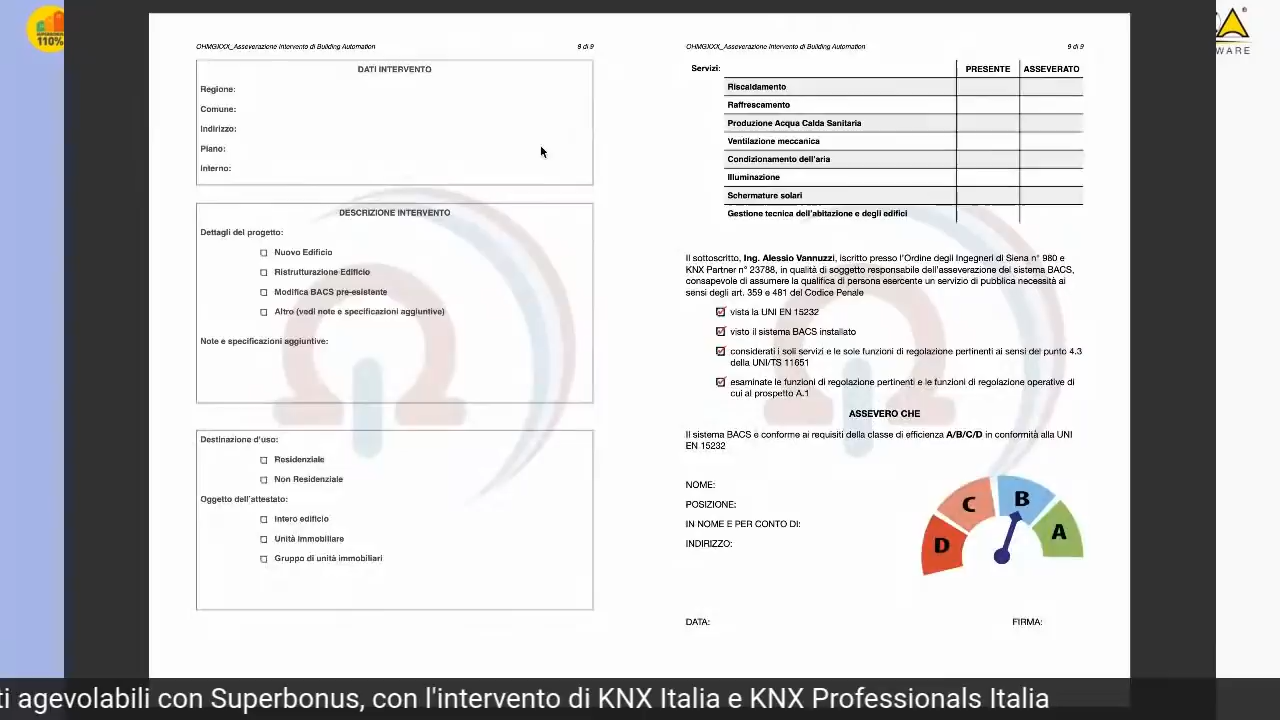 110%
WARE
OHMGIXXX_Asseverazione Intervento di Building Automation
8 di 9
DATI INTERVENTO
Regione:
Comune:
Indirizzo:
Piano:
Interno:
DESCRIZIONE INTERVENTO
Dettagli del progetto:
Nuovo Edificio
Ristrutturazione Edificio
Modifica BACS pre-esistente
Altro (vedi note e specificazioni aggiuntive)
Note e specificazioni aggiuntive:
Destinazione d'uso:
Residenziale
Non Residenziale
Oggetto dell'attestato:
Intero edificio
Unità immobiliare
Gruppo di unità immobiliari
OHMGIXXX_Asseverazione Intervento di Building Automation
9 di 9
Servizi:
PRESENTE
ASSEVERATO
Riscaldamento
Raffrescamento
Produzione Acqua Calda Sanitaria
Ventilazione meccanica
Condizionamento dell'aria
Illuminazione
Schermature solari
Gestione tecnica dell'abitazione e degli edifici
Il sottoscritto, Ing. Alessio Vannuzzi, iscritto presso l'Ordine degli Ingegneri di Siena n° 980 e
KNX Partner n° 23788, in qualità di soggetto responsabile dell'asseverazione del sistema BACS,
consapevole di assumere la qualifica di persona esercente un servizio di pubblica necessità ai
sensi degli art. 359 e 481 del Codice Penale
vista la UNI EN 15232
visto il sistema BACS installato
considerati i soli servizi e le sole funzioni di regolazione pertinenti ai sensi del punto 4.3
della UNI/TS 11651
esaminate le funzioni di regolazione pertinenti e le funzioni di regolazione operative di
cui al prospetto A.1
ASSEVERO CHE
Il sistema BACS e conforme ai requisiti della classe di efficienza A/B/C/D in conformità alla UNI
EN 15232
NOME:
POSIZIONE:
IN NOME E PER CONTO DI:
INDIRIZZO:
D
C
B
A
DATA:
FIRMA:
ti agevolabili con Superbonus, con l'intervento di KNX Italia e KNX Professionals Italia